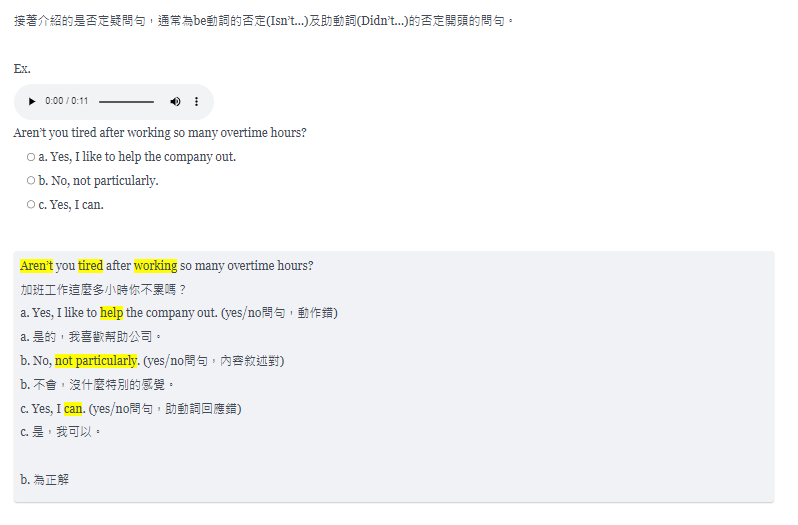 接著介紹的是否定疑問句，通常為be動詞的否定(Isn’t...)及助動詞(Didn’t...)的否定開頭的問句。
Ex.
0:00 / 0:11
Aren’t you tired after working so many overtime hours?
a. Yes, I like to help the company out.
b. No, not particularly.
c. Yes, I can.
Aren’t you tired after working so many overtime hours?
加班工作這麼多小時你不累嗎？
a. Yes, I like to help the company out. (yes/no問句，動作錯)
a. 是的，我喜歡幫助公司。
b. No, not particularly. (yes/no問句，內容敘述對)
b. 不會，沒什麼特別的感覺。
c. Yes, I can. (yes/no問句，助動詞回應錯)
c. 是，我可以。
b. 為正解